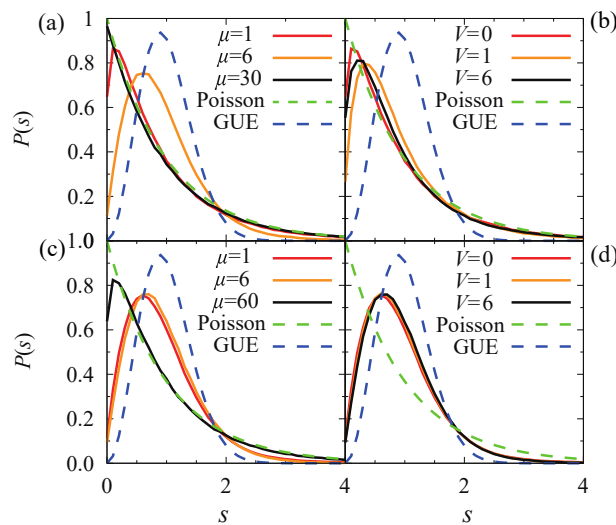 (a)
μ=1
μ=6
μ=30
Poisson
GUE
(b)
V=0
V=1
V=6
Poisson
GUE
P(s)
1
0.8
0.6
0.4
0.2
0
(c)
μ=1
μ=6
μ=60
Poisson
GUE
(d)
V=0
V=1
V=6
Poisson
GUE
P(s)
1.0
0.8
0.6
0.4
0.2
0
0 2 4 2 4
s s